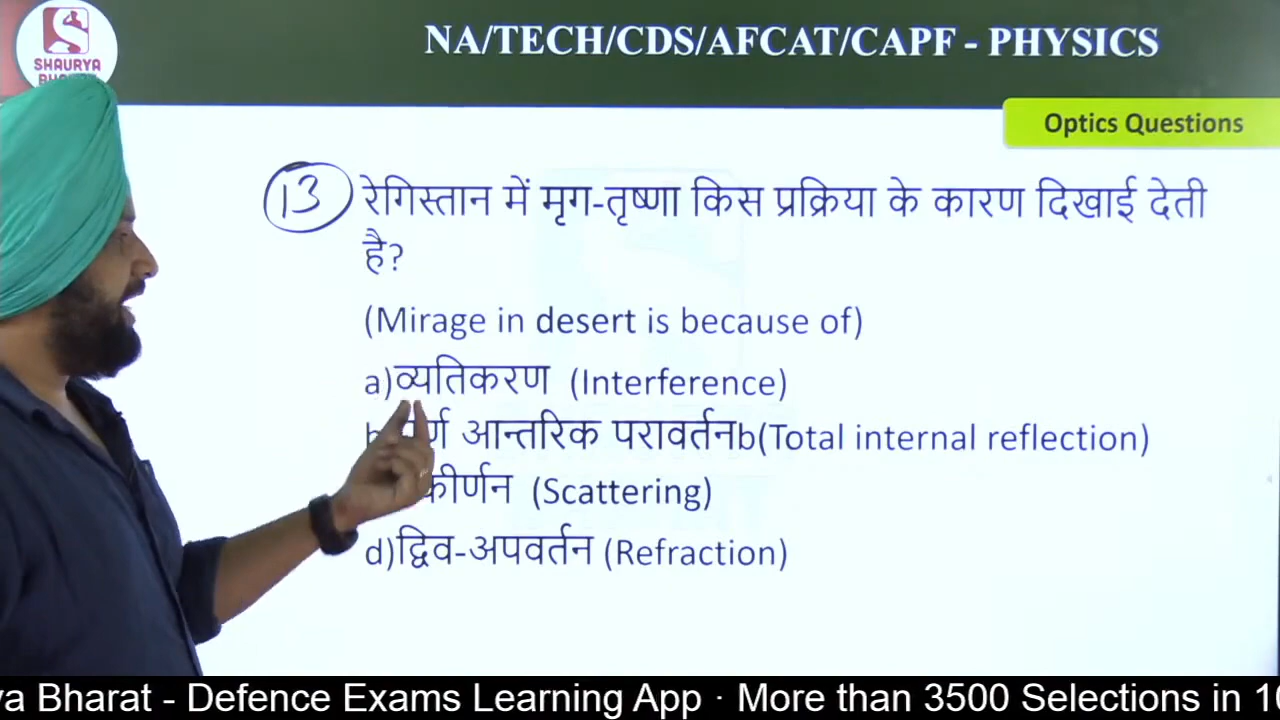 SHAURYA
NA/TECH/CDS/AFCAT/CAPF - PHYSICS
Optics Questions
13
रेगिस्तान में मृग-तृष्णा किस प्रक्रिया के कारण दिखाई देती
है?
(Mirage in desert is because of)
a)व्यतिकरण (Interference)
आन्तरिक परावर्तनb(Total internal reflection)
(Scattering)
d)द्विव-अपवर्तन (Refraction)
Bharat - Defence Exams Learning App · More than 3500 Selections in